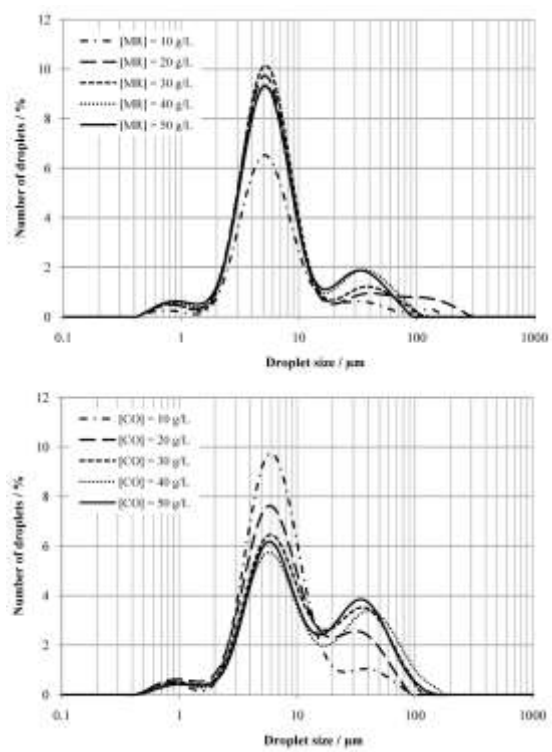 12
10
8
6
4
2
0
Number of droplets / %
[MR] = 10 g/L
[MR] = 20 g/L
[MR] = 30 g/L
[MR] = 40 g/L
[MR] = 50 g/L
0.1 1 10 100 1000
Droplet size / µm
12
10
8
6
4
2
0
Number of droplets / %
[CO] = 10 g/L
[CO] = 20 g/L
[CO] = 30 g/L
[CO] = 40 g/L
[CO] = 50 g/L
0.1 1 10 100 1000
Droplet size / µm